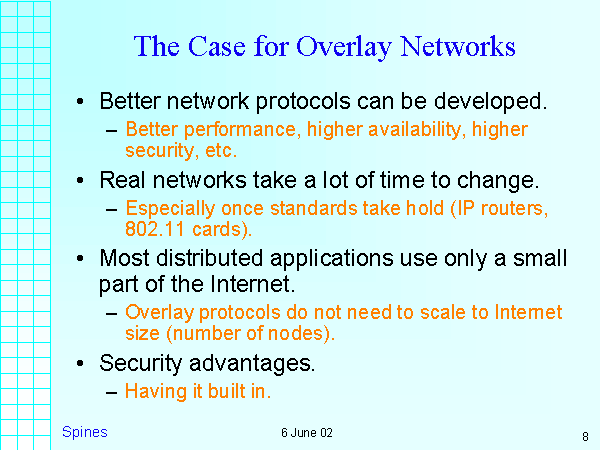 The Case for Overlay Networks
• Better network protocols can be developed.
– Better performance, higher availability, higher
security, etc.
• Real networks take a lot of time to change.
– Especially once standards take hold (IP routers,
802.11 cards).
• Most distributed applications use only a small
part of the Internet.
– Overlay protocols do not need to scale to Internet
size (number of nodes).
• Security advantages.
– Having it built in.
Spines 6 June 02 8